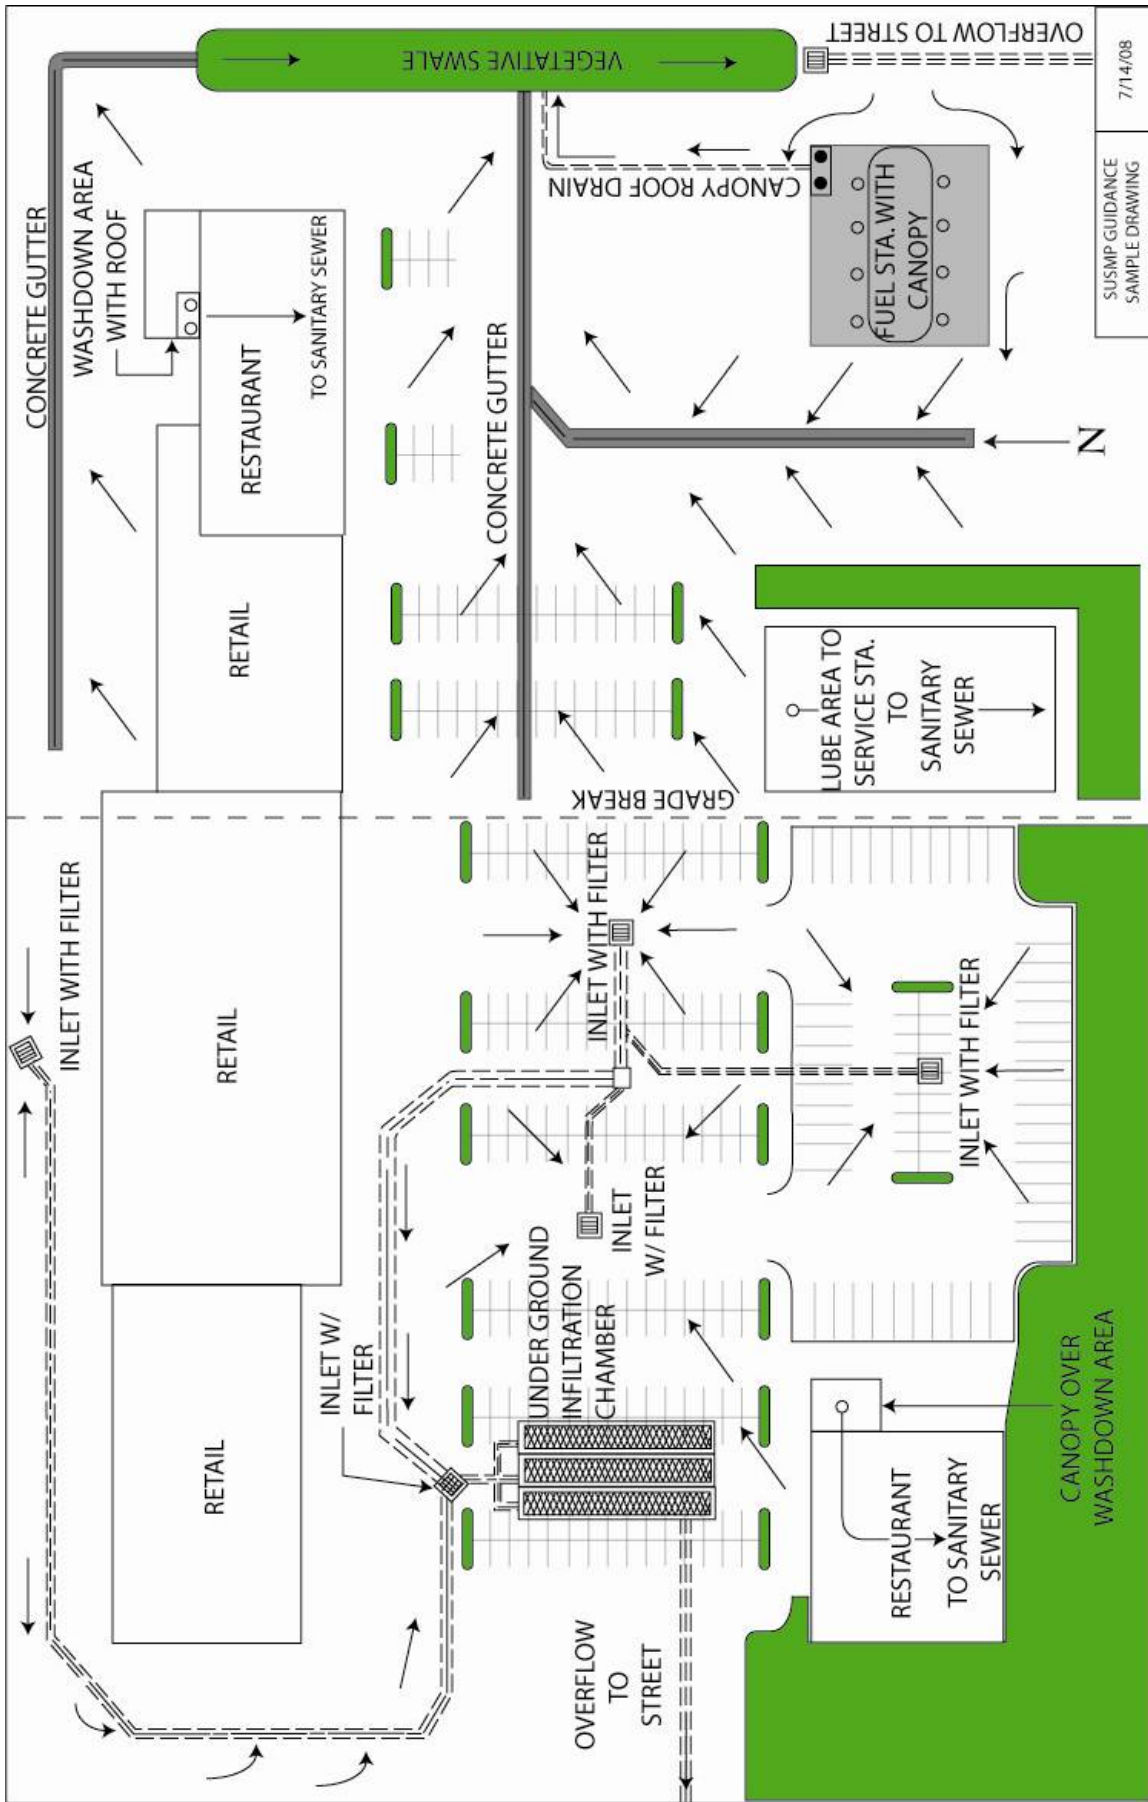 CONCRETE GUTTER
WASHDOWN AREA
WITH ROOF
RESTAURANT
TO SANITARY SEWER
VEGETATIVE SWALE
OVERFLOW TO
STREET
CANOPY ROOF DRAIN
FUEL STA. WITH
CANOPY
7/14/08
SUSMP GUIDANCE
SAMPLE DRAWING
CONCRETE GUTTER
N
RETAIL
LUBE AREA TO
SERVICE STA.
TO
SANITARY
SEWER
GRADE BREAK
INLET WITH FILTER
RETAIL
INLET WITH FILTER
INLET WITH FILTER
INLET
W/ FILTER
UNDER GROUND
INFILTRATION
CHAMBER
INLET W/
FILTER
RETAIL
CANOPY OVER
WASHDOWN AREA
RESTAURANT
TO SANITARY
SEWER
OVERFLOW
TO
STREET